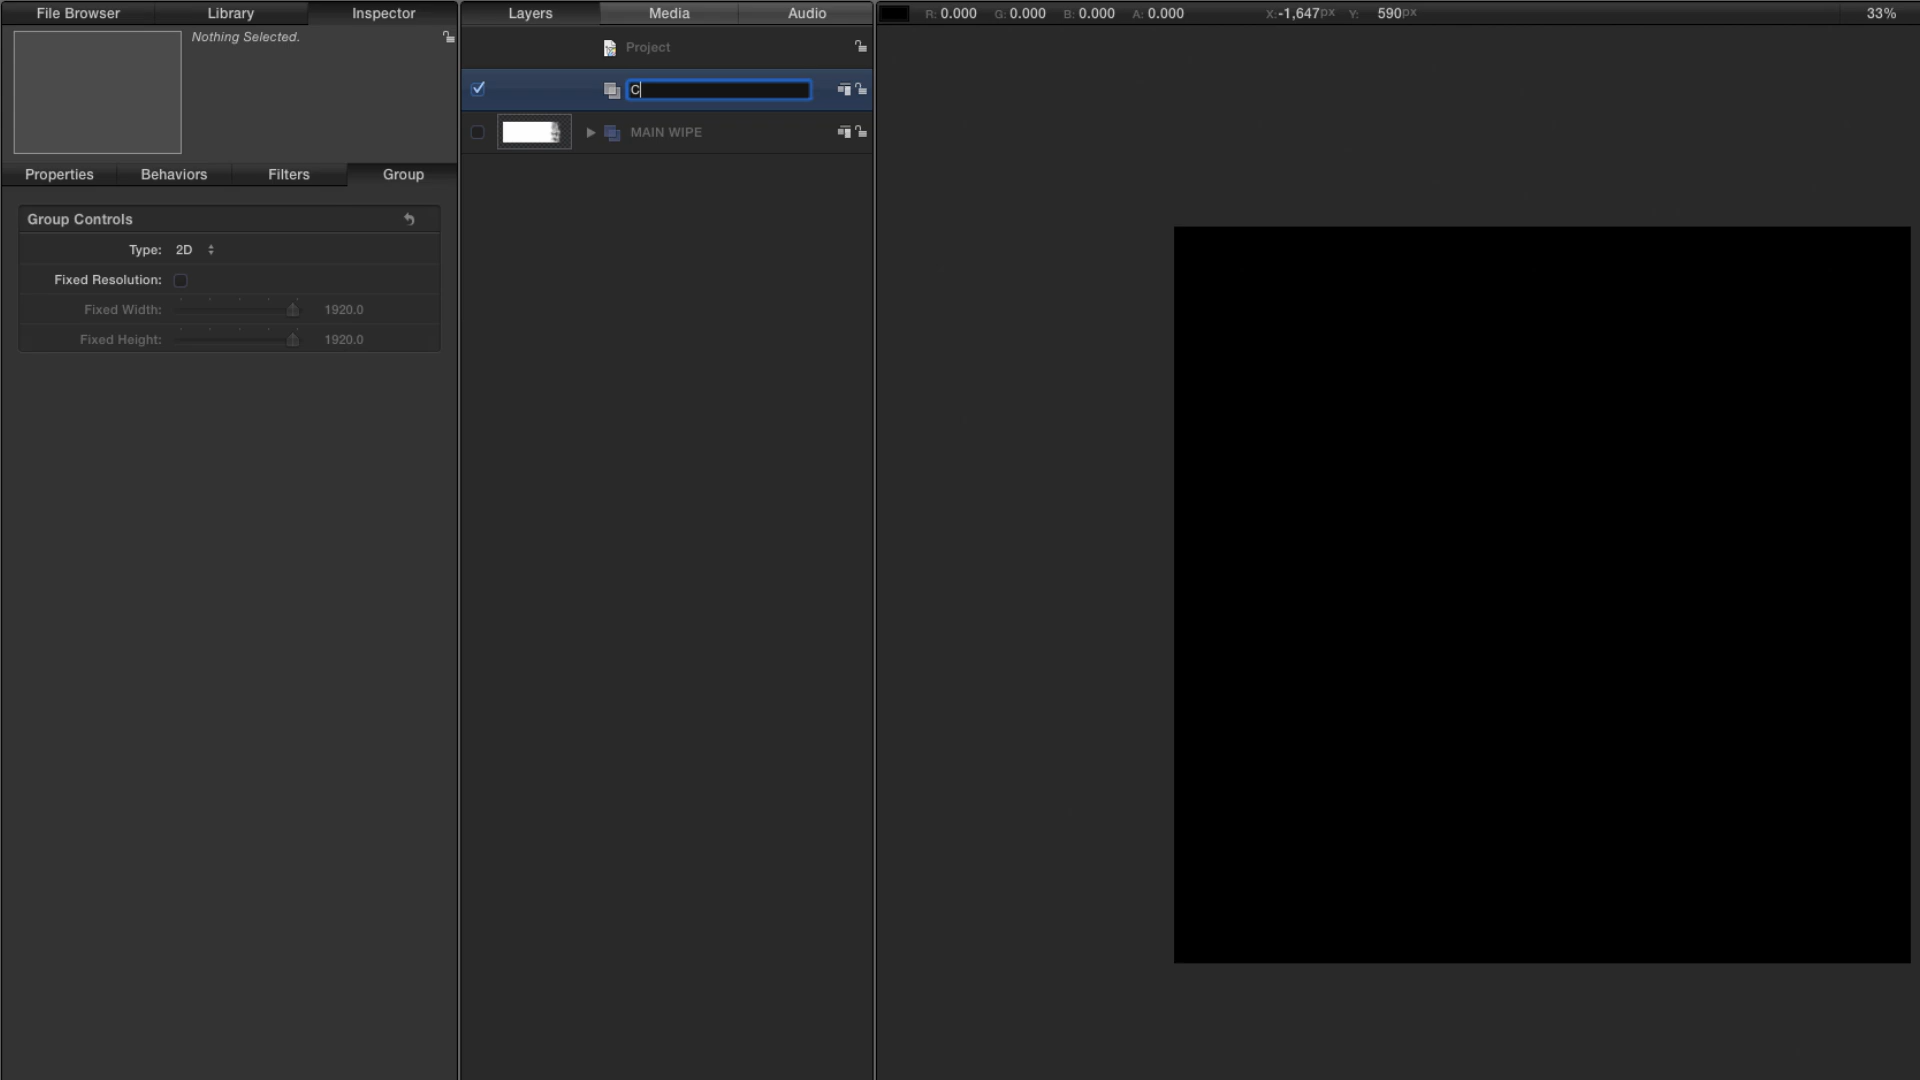 File Browser Library Inspector Layers Media Audio R: 0.000 G: 0.000 B: 0.000 A: 0.000 X: -1,647px Y: 590px 33%
Nothing Selected.
Project
C
MAIN WIPE
Properties Behaviors Filters Group
Group Controls
Type: 2D
Fixed Resolution:
Fixed Width: 1920.0
Fixed Height: 1920.0